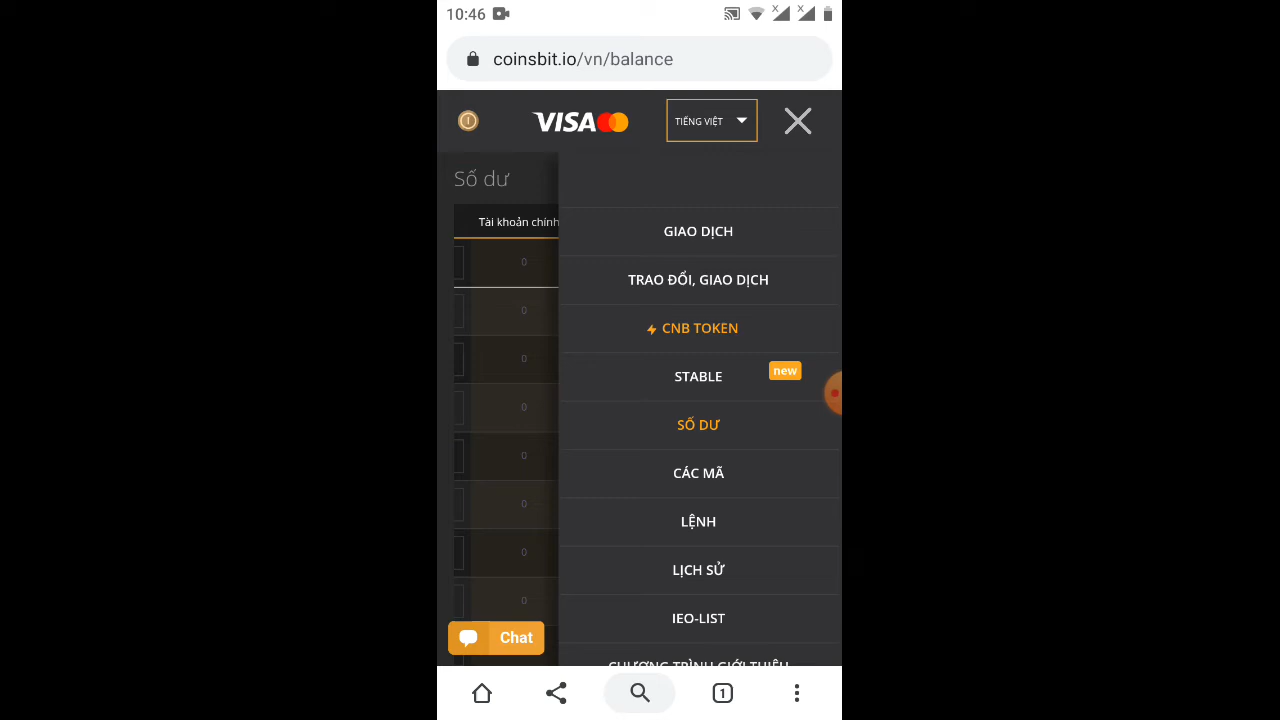 10:46
coinsbit.io/vn/balance
VISA
TIẾNG VIỆT
Số dư
Tài khoản chính
0
0
0
0
0
0
0
0
GIAO DỊCH
TRAO ĐỔI, GIAO DỊCH
CNB TOKEN
STABLE
new
SỐ DƯ
CÁC MÃ
LỆNH
LỊCH SỬ
IEO-LIST
CHƯƠNG TRÌNH GIỚI THIỆU
Chat
1